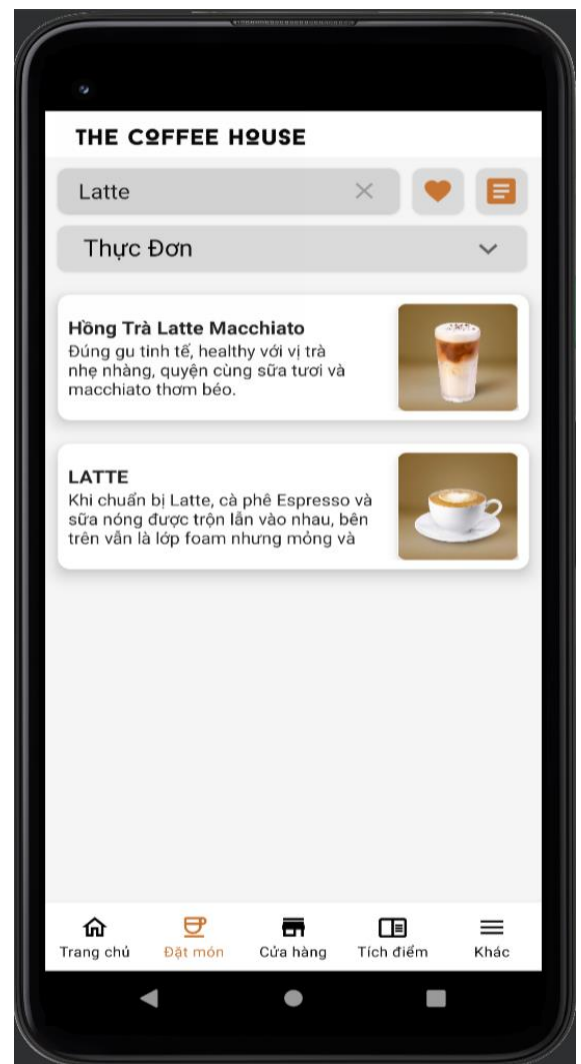 THE COFFEE HOUSE
Latte
Thực Đơn
Hồng Trà Latte Macchiato
Đúng gu tinh tế, healthy với vị trà
nhẹ nhàng, quyện cùng sữa tươi và
macchiato thơm béo.
LATTE
Khi chuẩn bị Latte, cà phê Espresso và
sữa nóng được trộn lẫn vào nhau, bên
trên vẫn là lớp foam nhưng mỏng và
Trang chủ
Đặt món
Cửa hàng
Tích điểm
Khác